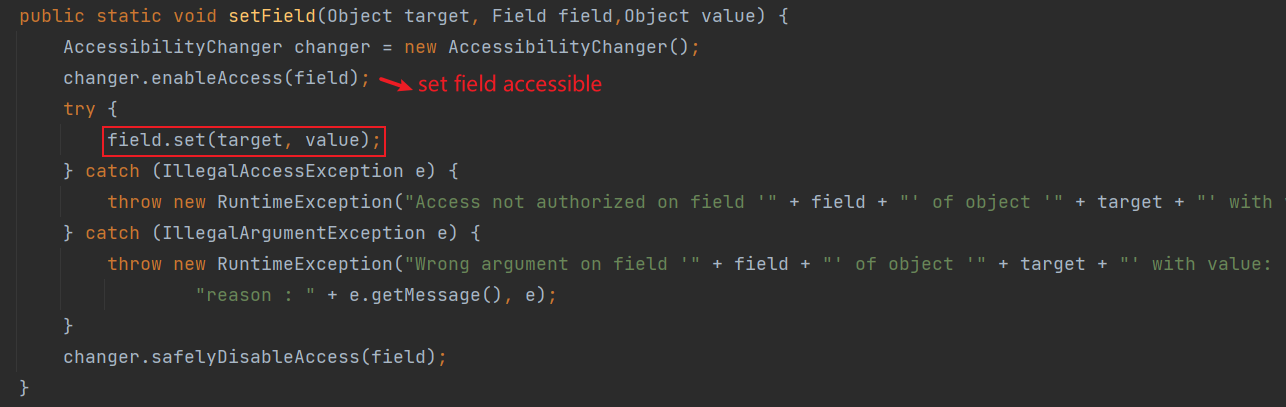 public static void setField(Object target, Field field,Object value) {
AccessibilityChanger changer = new AccessibilityChanger();
changer.enableAccess(field);
set field accessible
try {
field.set(target, value);
} catch (IllegalAccessException e) {
throw new RuntimeException("Access not authorized on field '" + field + "' of object '" + target + "' with
} catch (IllegalArgumentException e) {
throw new RuntimeException("Wrong argument on field '" + field + "' of object '" + target + "' with value:
"reason : " + e.getMessage(), e);
}
changer.safelyDisableAccess(field);
}